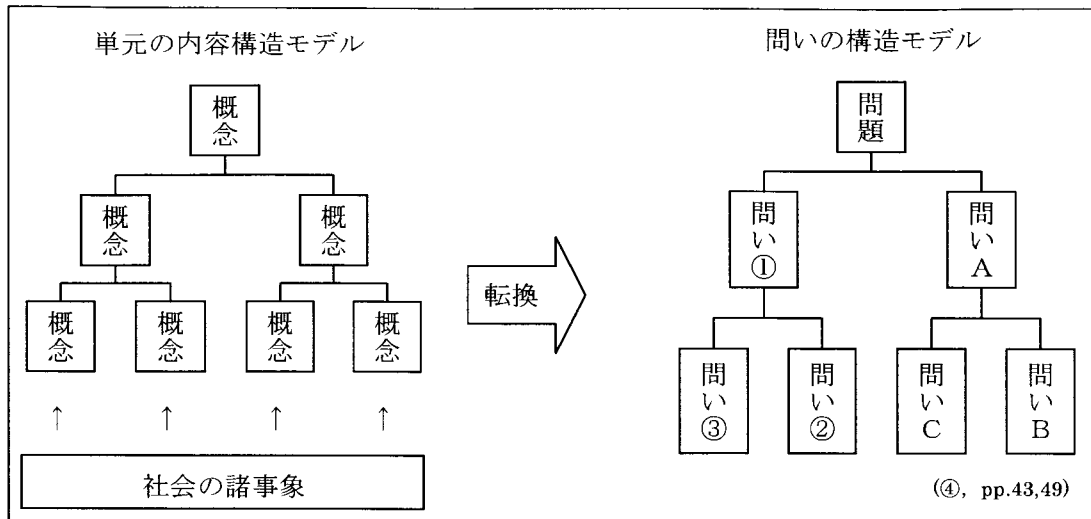 単元の内容構造モデル
概念
概念 概念
概念 概念 概念 概念
↑ ↑ ↑ ↑
社会の諸事象
転換
問いの構造モデル
問題
問い① 問いA
問い③ 問い② 問いC 問いB
(④, pp.43,49)